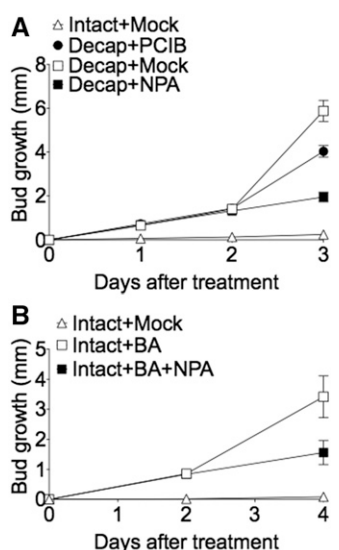 A
△ Intact+Mock
● Decap+PCIB
□ Decap+Mock
■ Decap+NPA
Bud growth (mm)
8
6
4
2
0
0 1 2 3
Days after treatment
B
△ Intact+Mock
□ Intact+BA
■ Intact+BA+NPA
Bud growth (mm)
5
4
3
2
1
0
0 1 2 3 4
Days after treatment